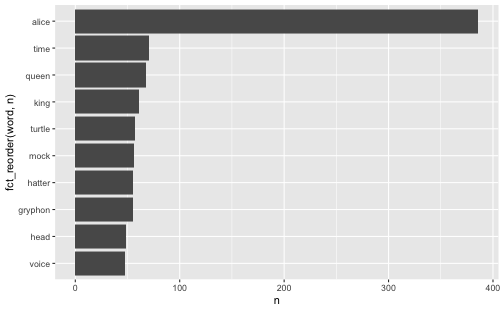 alice
time
queen
king
turtle
mock
hatter
gryphon
head
voice
fct_reorder(word, n)
0 100 200 300 400
n